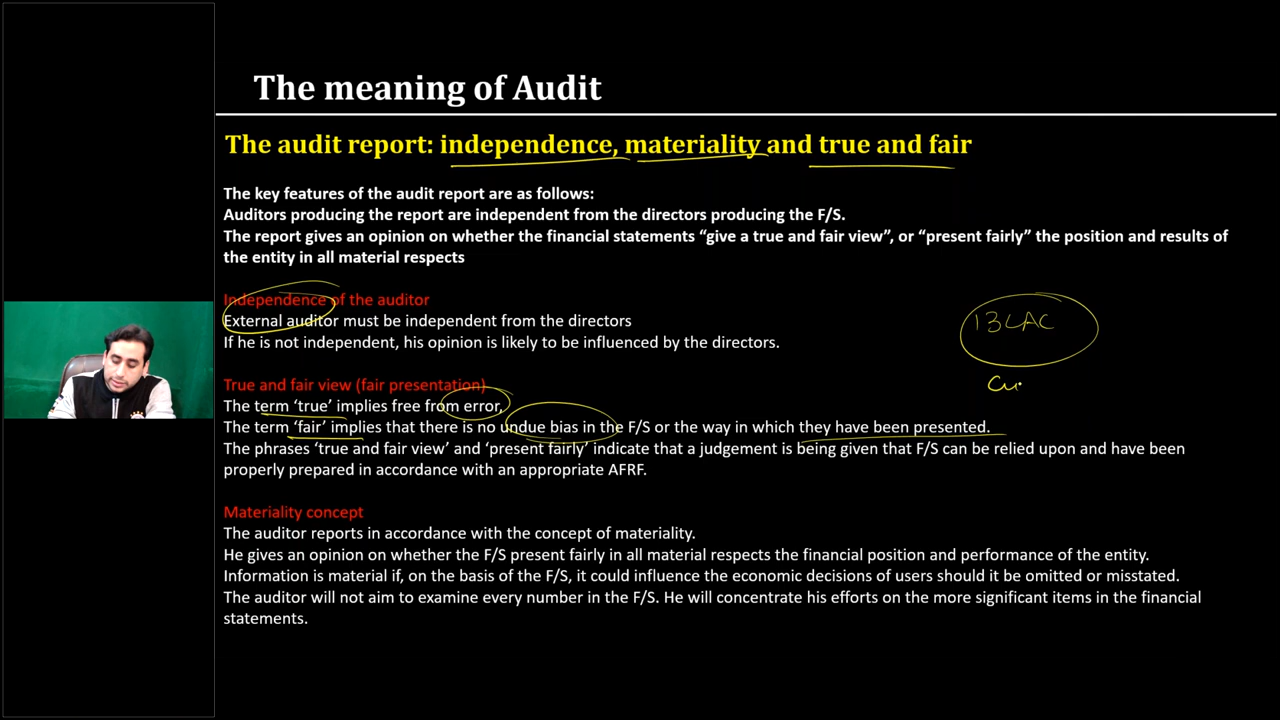 The meaning of Audit
The audit report: independence, materiality and true and fair
The key features of the audit report are as follows:
Auditors producing the report are independent from the directors producing the F/S.
The report gives an opinion on whether the financial statements “give a true and fair view”, or “present fairly” the position and results of
the entity in all material respects
Independence of the auditor
External auditor must be independent from the directors
If he is not independent, his opinion is likely to be influenced by the directors.
13 LAC
True and fair view (fair presentation)
The term ‘true’ implies free from error,
The term ‘fair’ implies that there is no undue bias in the F/S or the way in which they have been presented.
The phrases ‘true and fair view’ and ‘present fairly’ indicate that a judgement is being given that F/S can be relied upon and have been
properly prepared in accordance with an appropriate AFRF.
Materiality concept
The auditor reports in accordance with the concept of materiality.
He gives an opinion on whether the F/S present fairly in all material respects the financial position and performance of the entity.
Information is material if, on the basis of the F/S, it could influence the economic decisions of users should it be omitted or misstated.
The auditor will not aim to examine every number in the F/S. He will concentrate his efforts on the more significant items in the financial
statements.